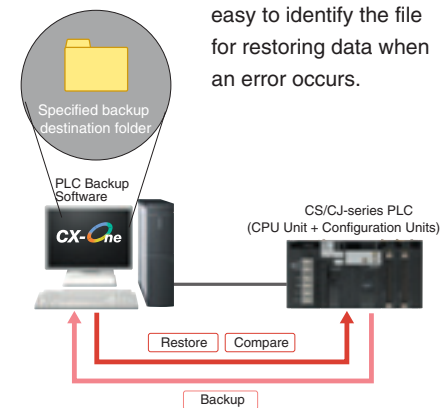 easy to identify the file
for restoring data when
an error occurs.
Specified backup
destination folder
PLC Backup
Software
CX-One
CS/CJ-series PLC
(CPU Unit + Configuration Units)
Restore
Compare
Backup